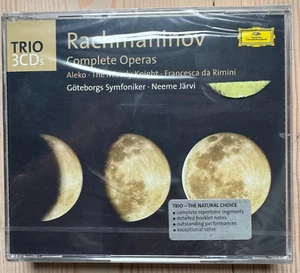 TRIO
3CDs
Rachmaninov
Complete Operas
Aleko · The Miserly Knight · Francesca da Rimini
Göteborgs Symfoniker · Neeme Järvi
TRIO – THE NATURAL CHOICE
• complete repertoire segments
• detailed booklet notes
• outstanding performances
• exceptional value